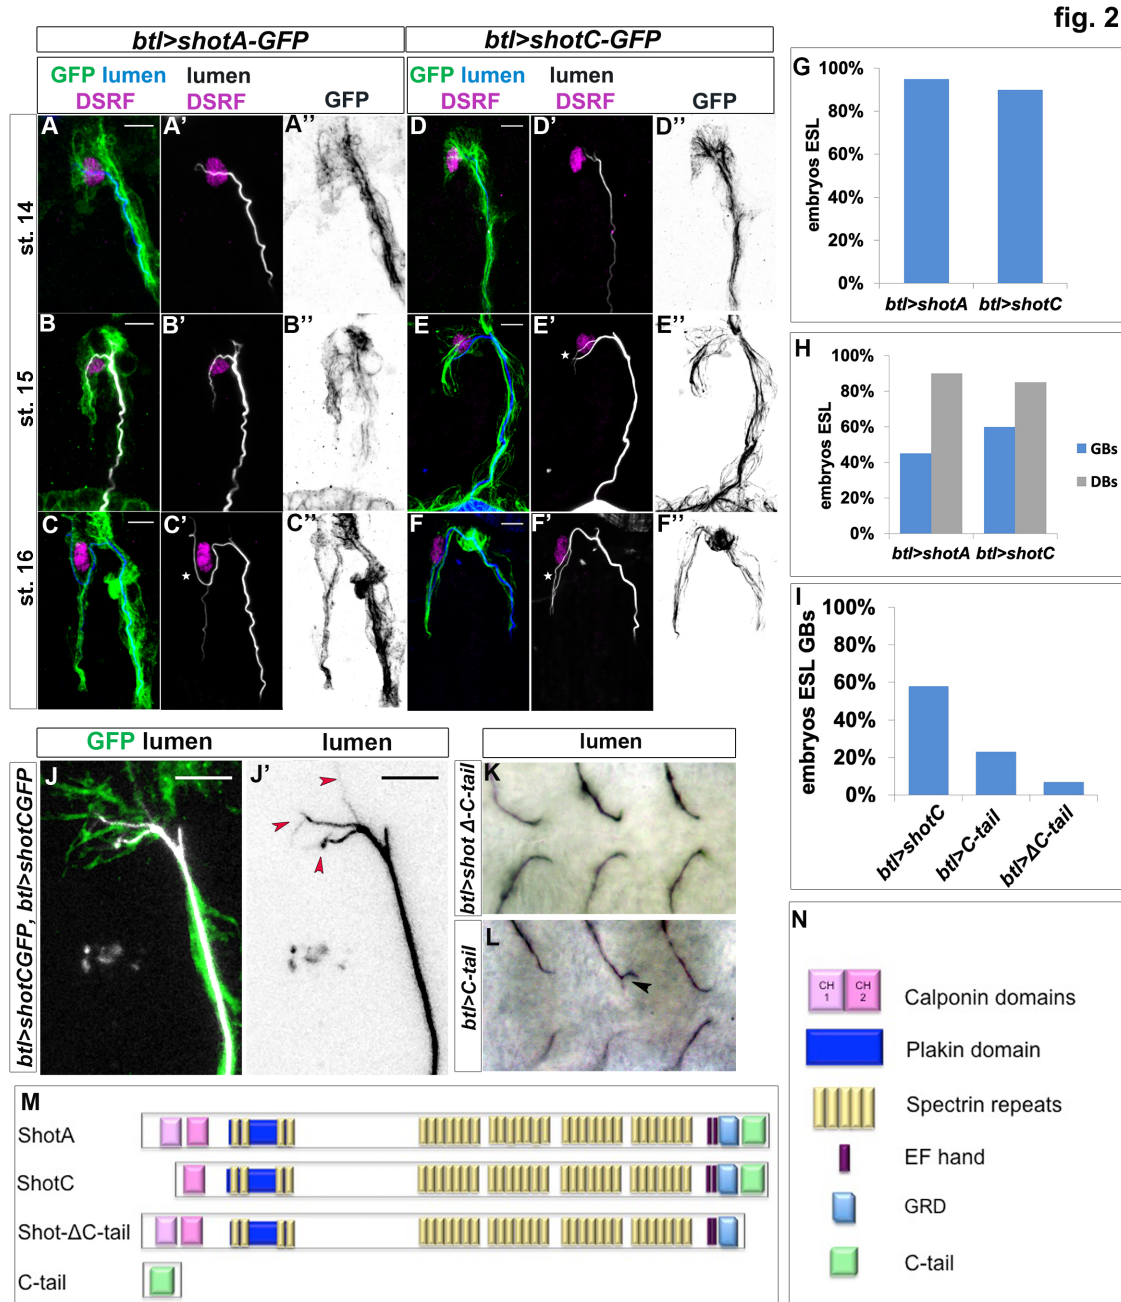 fig. 2
btl>shotA-GFP
btl>shotC-GFP
GFP lumen
DSRF
lumen
DSRF
GFP
GFP lumen
DSRF
lumen
DSRF
GFP
st. 14
A
A’
A’’
D
D’
D’’
st. 15
B
B’
B’’
E
E’
E’’
st. 16
C
C’
C’’
F
F’
F’’
G
embryos ESL
100%
80%
60%
40%
20%
0%
btl>shotA
btl>shotC
H
embryos ESL
100%
80%
60%
40%
20%
0%
btl>shotA
btl>shotC
GBs
DBs
I
embryos ESL GBs
100%
80%
60%
40%
20%
0%
btl>shotC
btl>C-tail
btl>ΔC-tail
GFP lumen
lumen
btl>shotCGFP, btl>shotCGFP
J
J’
lumen
btl>shot Δ-C-tail
K
btl>C-tail
L
M
ShotA
ShotC
Shot-ΔC-tail
C-tail
N
CH
1
CH
2
Calponin domains
Plakin domain
Spectrin repeats
EF hand
GRD
C-tail